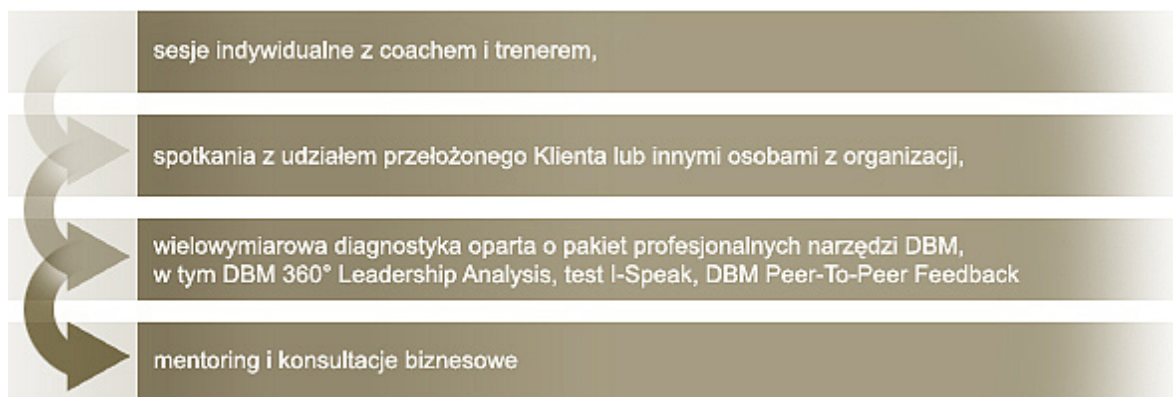 sesje indywidualne z coachem i trenerem,
spotkania z udziałem przełożonego Klienta lub innymi osobami z organizacji,
wielowymiarowa diagnostyka oparta o pakiet profesjonalnych narzędzi DBM,
w tym DBM 360° Leadership Analysis, test I-Speak, DBM Peer-To-Peer Feedback
mentoring i konsultacje biznesowe